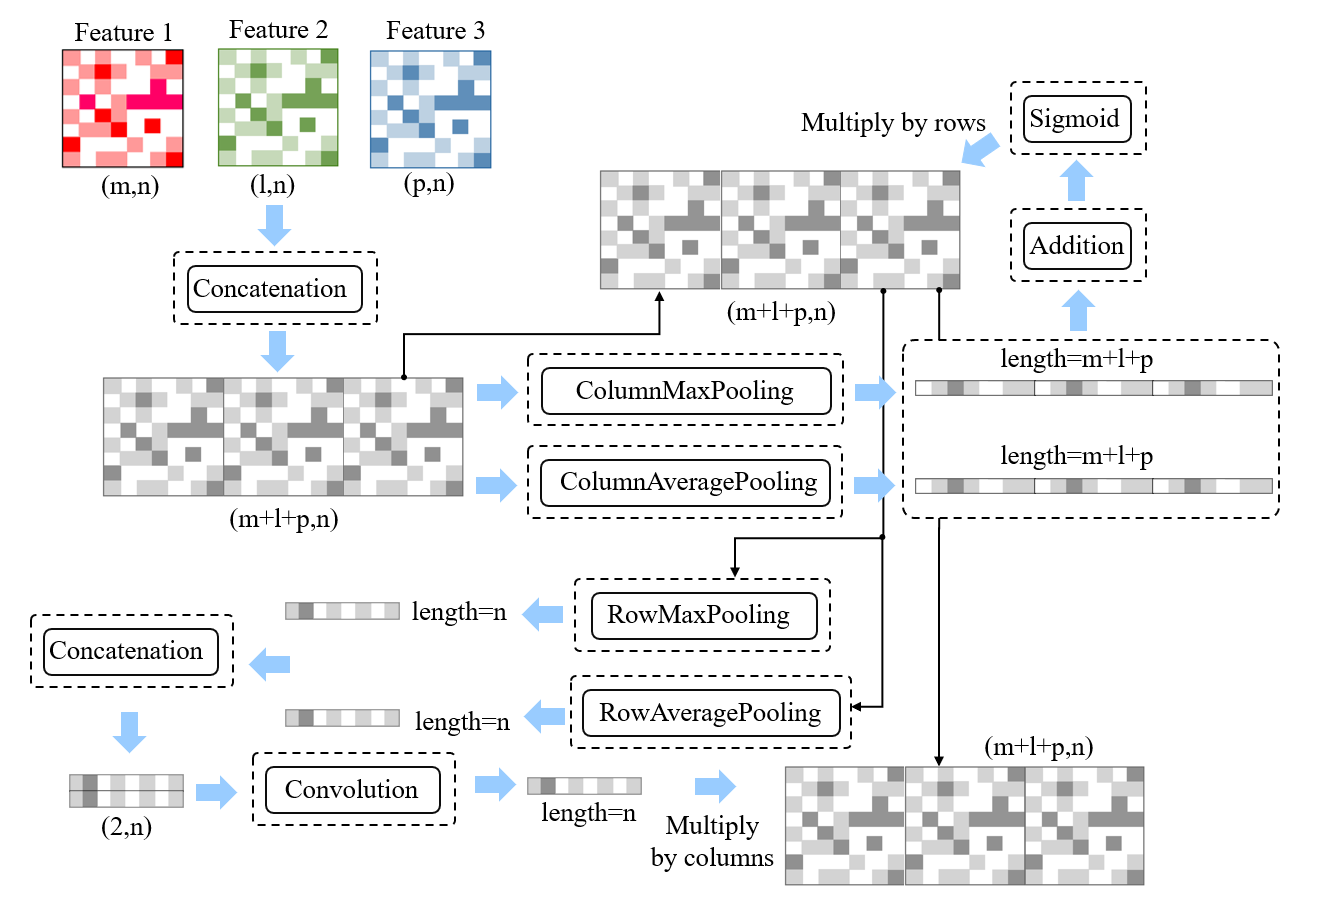 Feature 1
Feature 2
Feature 3
(m,n)
(l,n)
(p,n)
Concatenation
(m+l+p,n)
ColumnMaxPooling
ColumnAveragePooling
length=m+l+p
length=m+l+p
Addition
Sigmoid
Multiply by rows
(m+l+p,n)
RowMaxPooling
length=n
RowAveragePooling
length=n
Concatenation
(2,n)
Convolution
length=n
Multiply
by columns
(m+l+p,n)